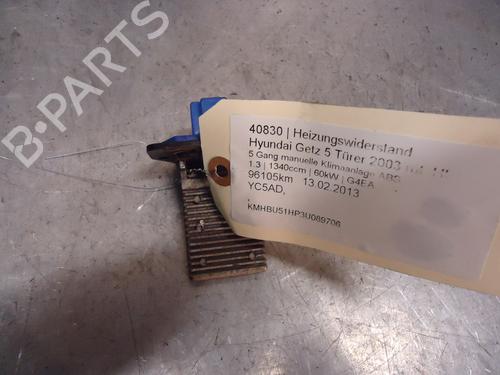 B-PARTS
40830 | Heizungswiderstand
Hyundai Getz 5 Türer 2003
5 Gang manuelle Klimaanlage ABS
1.3 | 1340ccm | 60kW | G4EA
96105km 13.02.2013
YC5AD,
KMHBU51HP3U089706